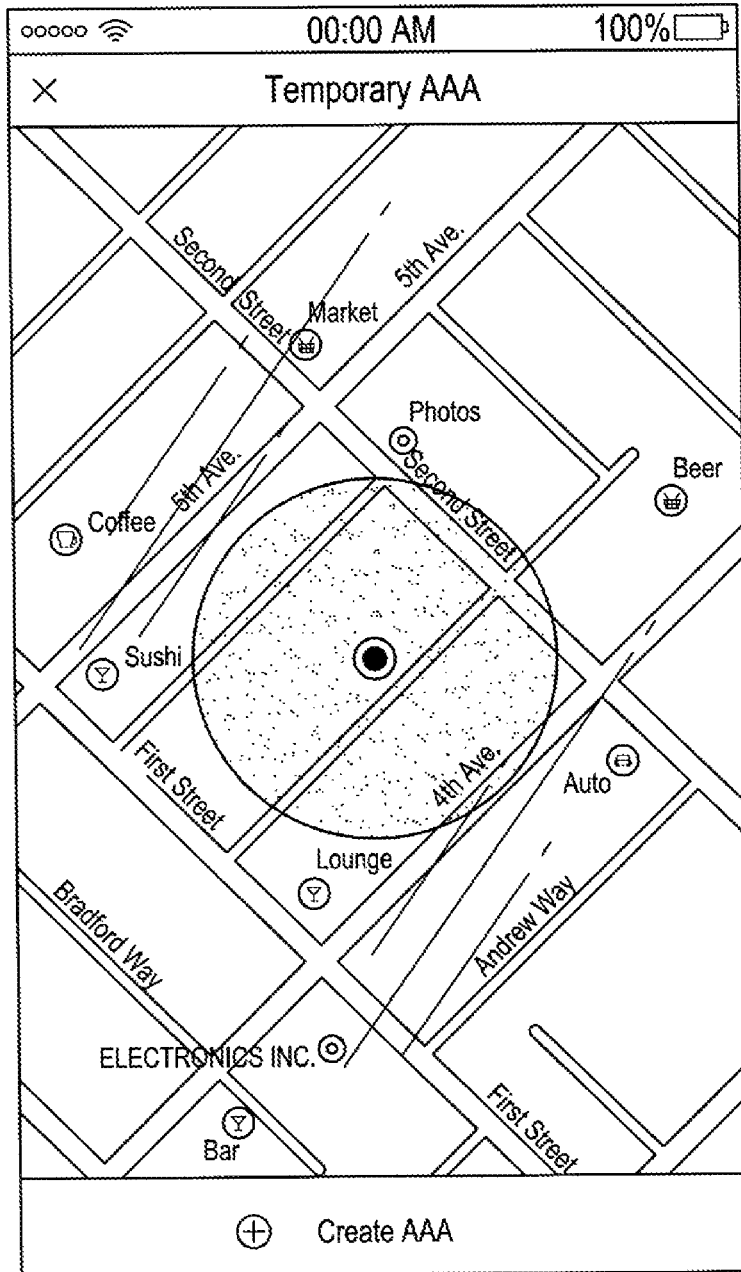 00:00 AM 100%
Temporary AAA
Second Street
5th Ave.
Market
Photos
Second Street
Beer
5th Ave.
Coffee
Sushi
First Street
4th Ave.
Auto
Lounge
Bradford Way
Andrew Way
ELECTRONICS INC.
First Street
Bar
Create AAA